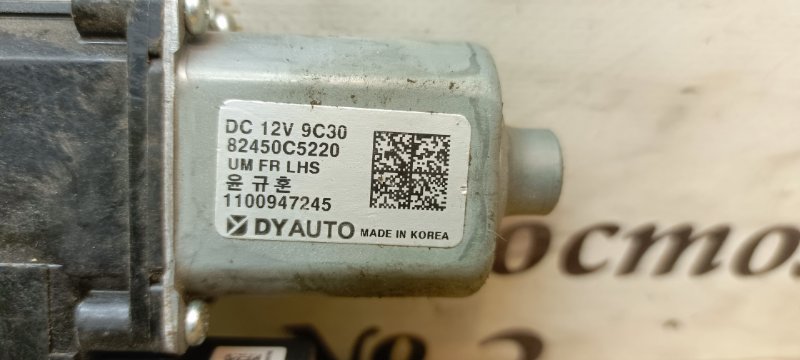 DC 12V 9C30
82450C5220
UM FR LHS
윤 규 훈
1100947245
DYAUTO MADE IN KOREA